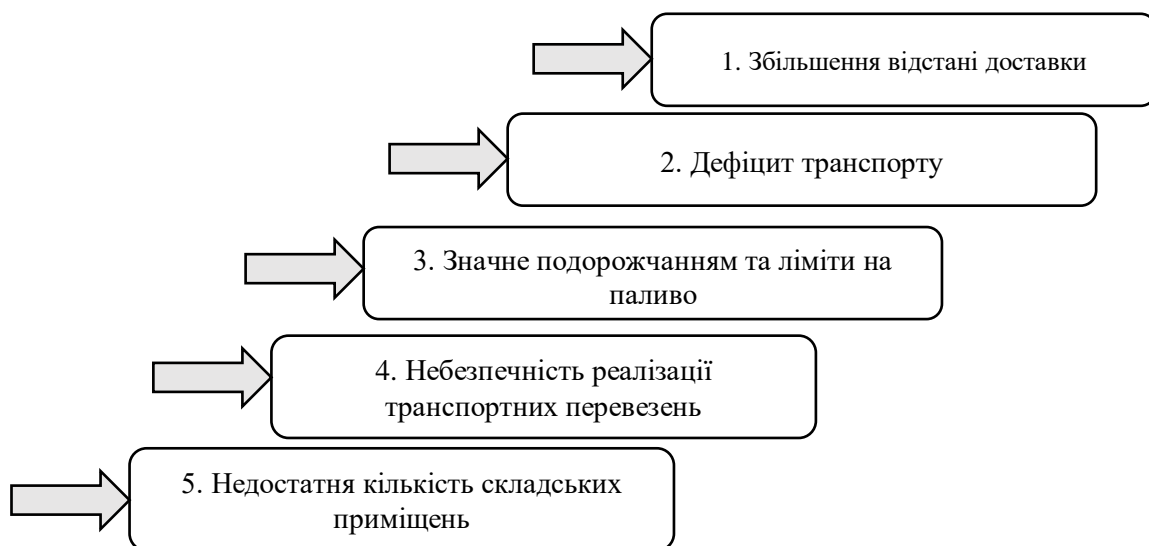 1. Збільшення відстані доставки
2. Дефіцит транспорту
3. Значне подорожчанням та ліміти на
паливо
4. Небезпечність реалізації
транспортних перевезень
5. Недостатня кількість складських
приміщень